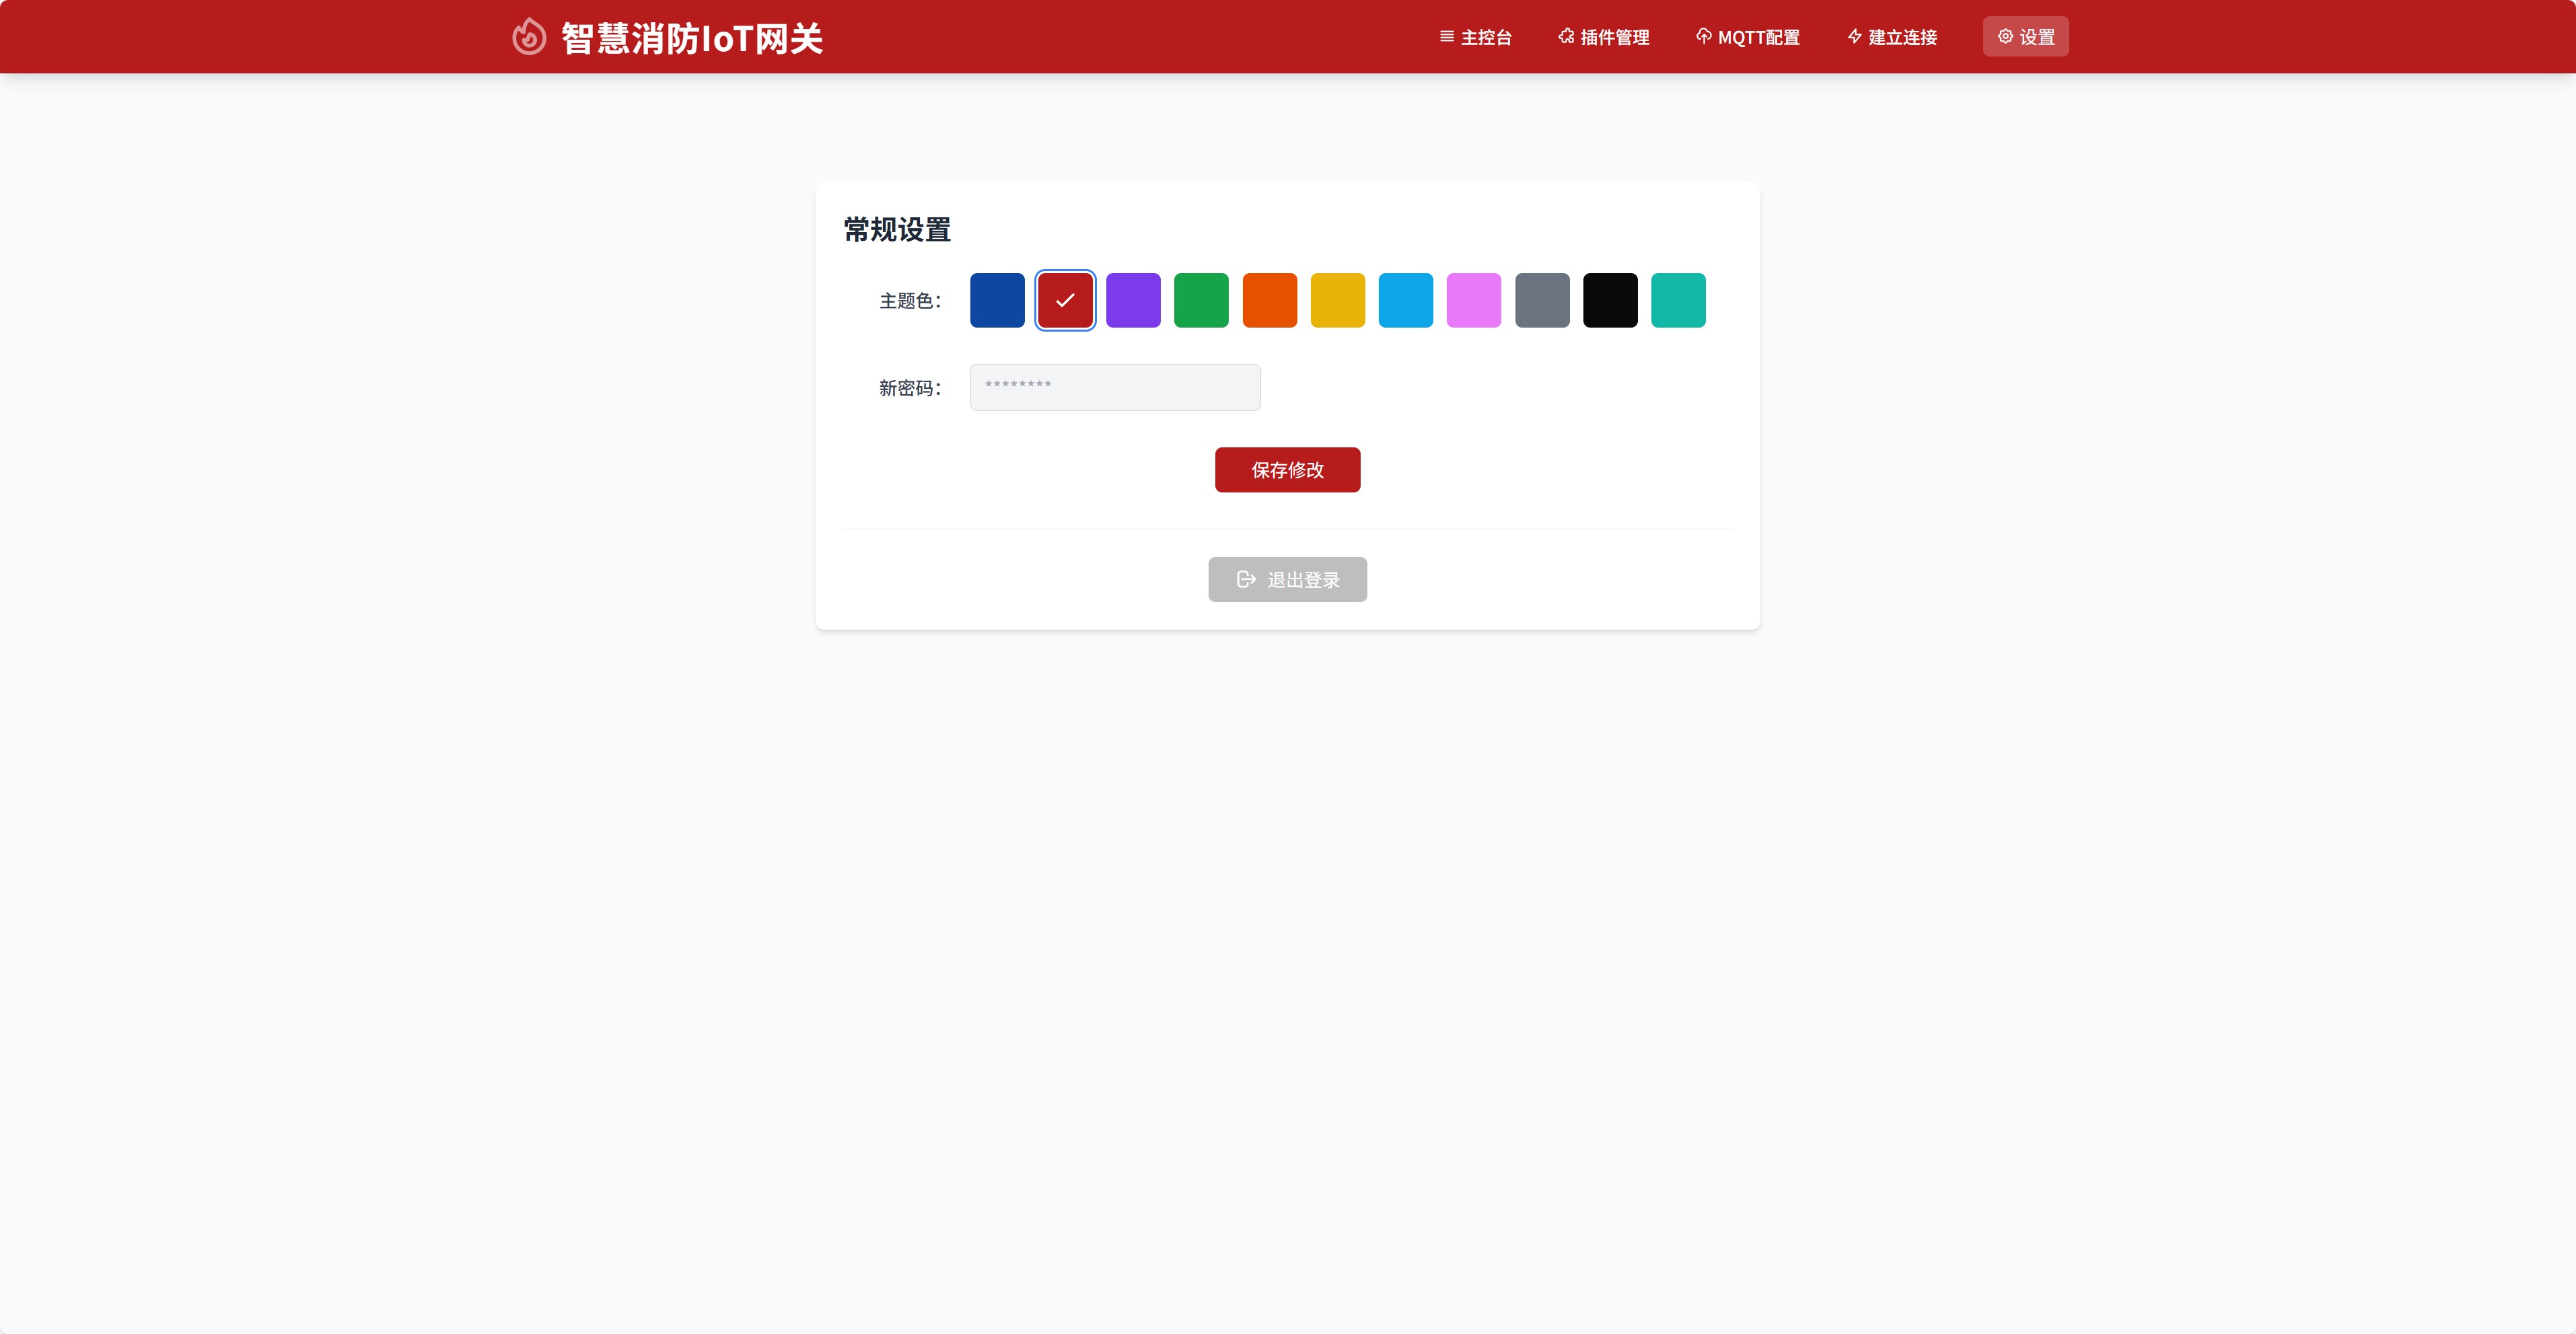 智慧消防IoT网关
主控台
插件管理
MQTT配置
建立连接
设置
常规设置
主题色：
新密码：
********
保存修改
退出登录